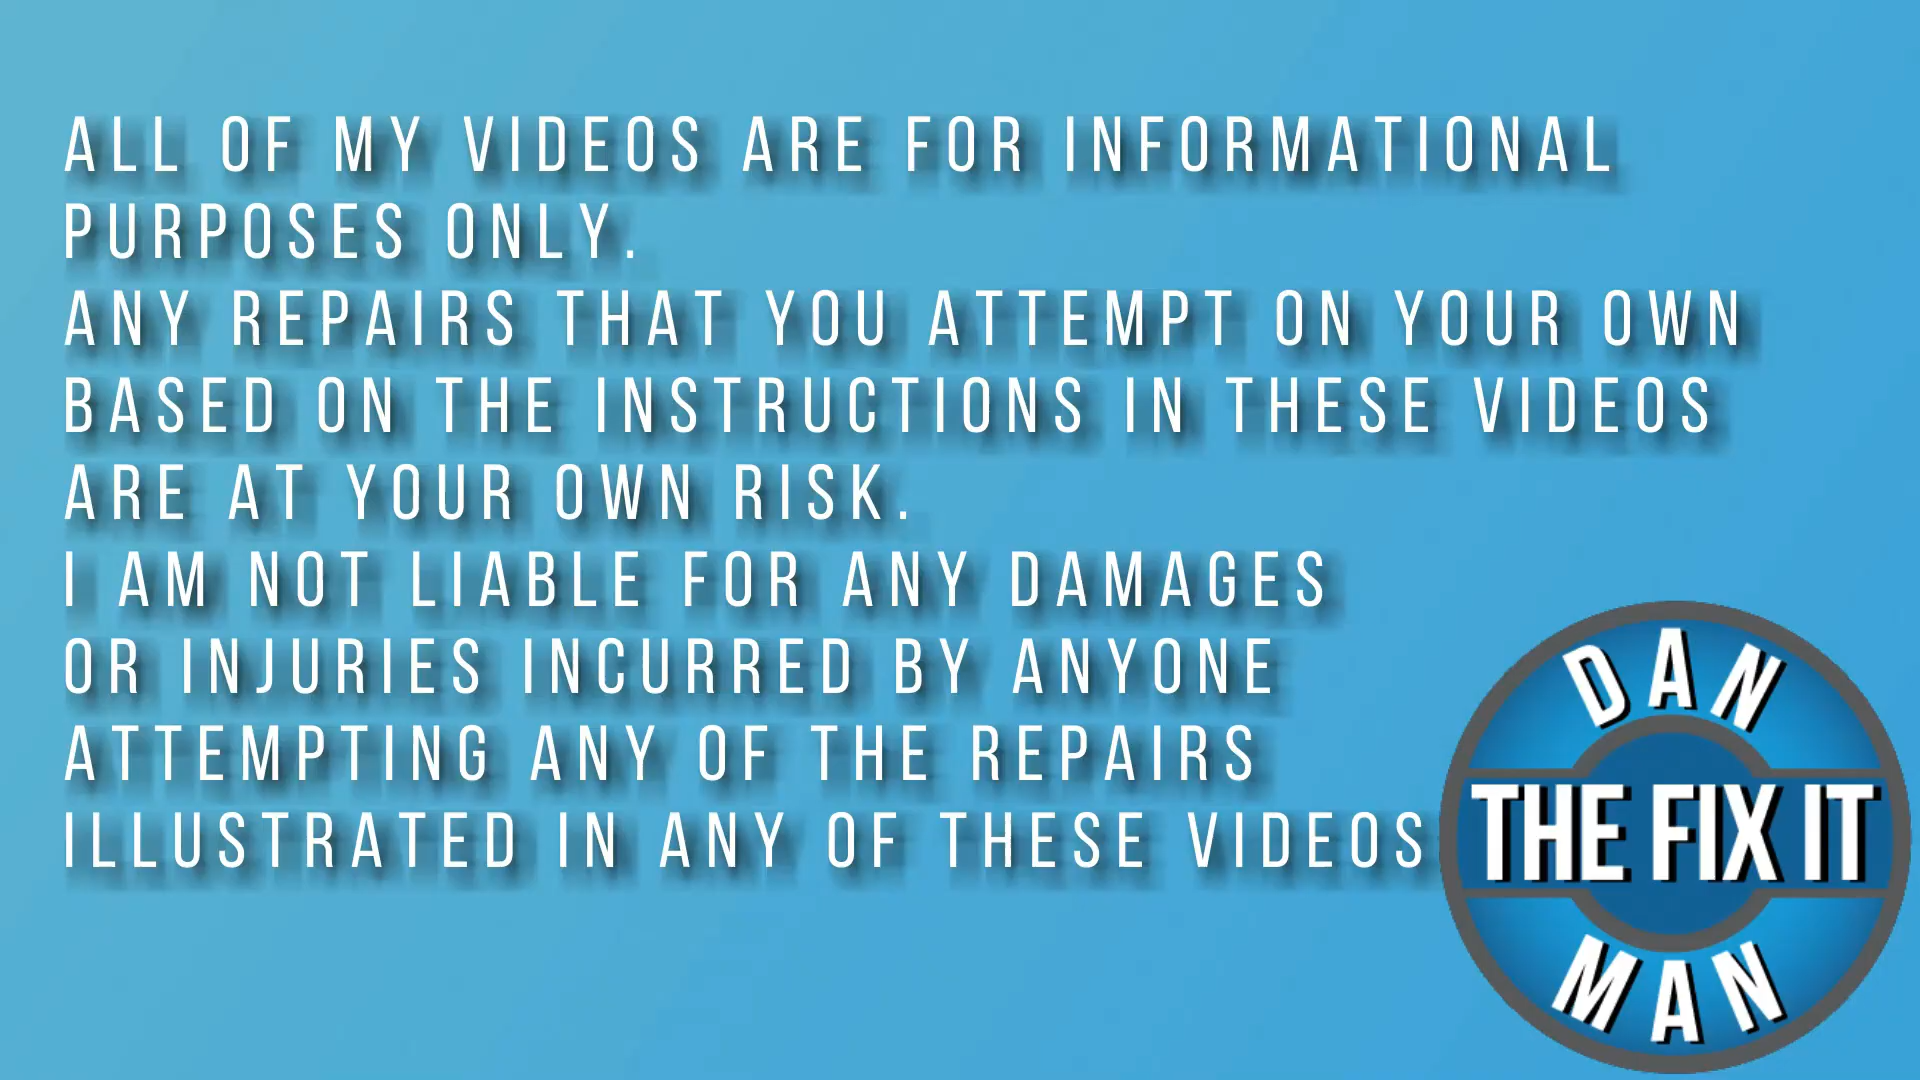 ALL OF MY VIDEOS ARE FOR INFORMATIONAL
PURPOSES ONLY.
ANY REPAIRS THAT YOU ATTEMPT ON YOUR OWN
BASED ON THE INSTRUCTIONS IN THESE VIDEOS
ARE AT YOUR OWN RISK.
I AM NOT LIABLE FOR ANY DAMAGES
OR INJURIES INCURRED BY ANYONE
ATTEMPTING ANY OF THE REPAIRS
ILLUSTRATED IN ANY OF THESE VIDEOS
DAN
THE FIX IT
MAN